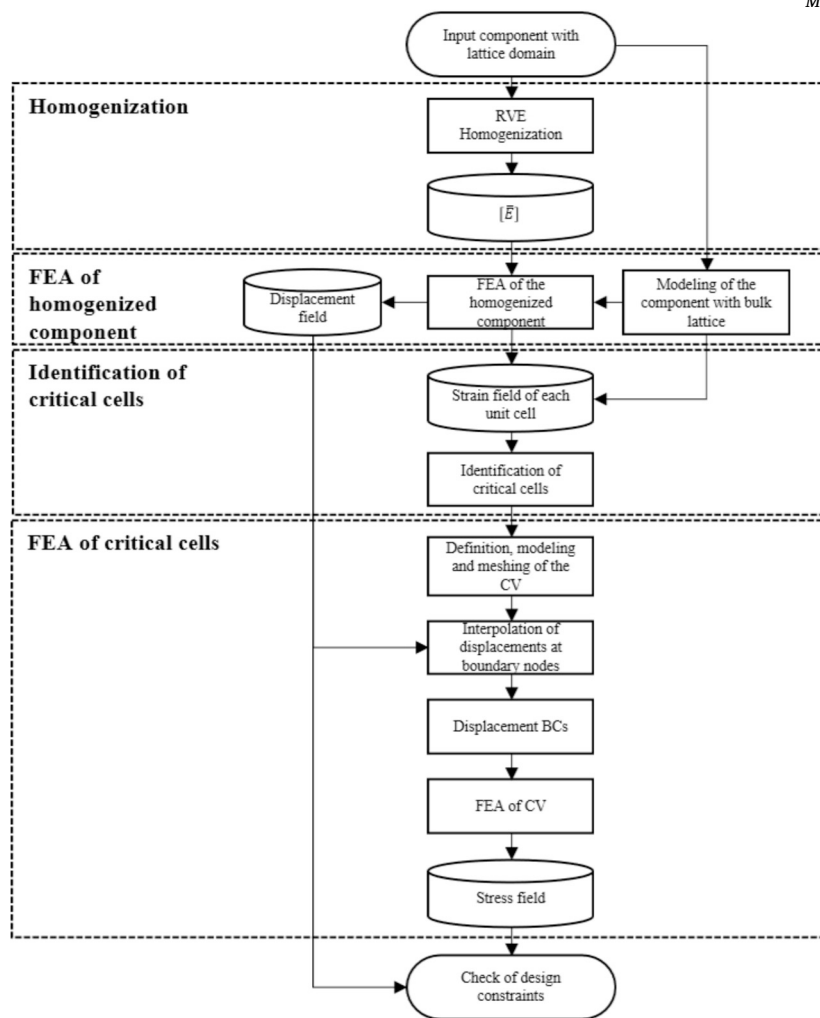 M
Input component with
lattice domain
Homogenization
RVE
Homogenization
[Ē]
FEA of
homogenized
component
Displacement
field
FEA of the
homogenized
component
Modeling of the
component with bulk
lattice
Identification of
critical cells
Strain field of each
unit cell
Identification of
critical cells
FEA of critical cells
Definition, modeling
and meshing of the
CV
Interpolation of
displacements at
boundary nodes
Displacement BCs
FEA of CV
Stress field
Check of design
constraints